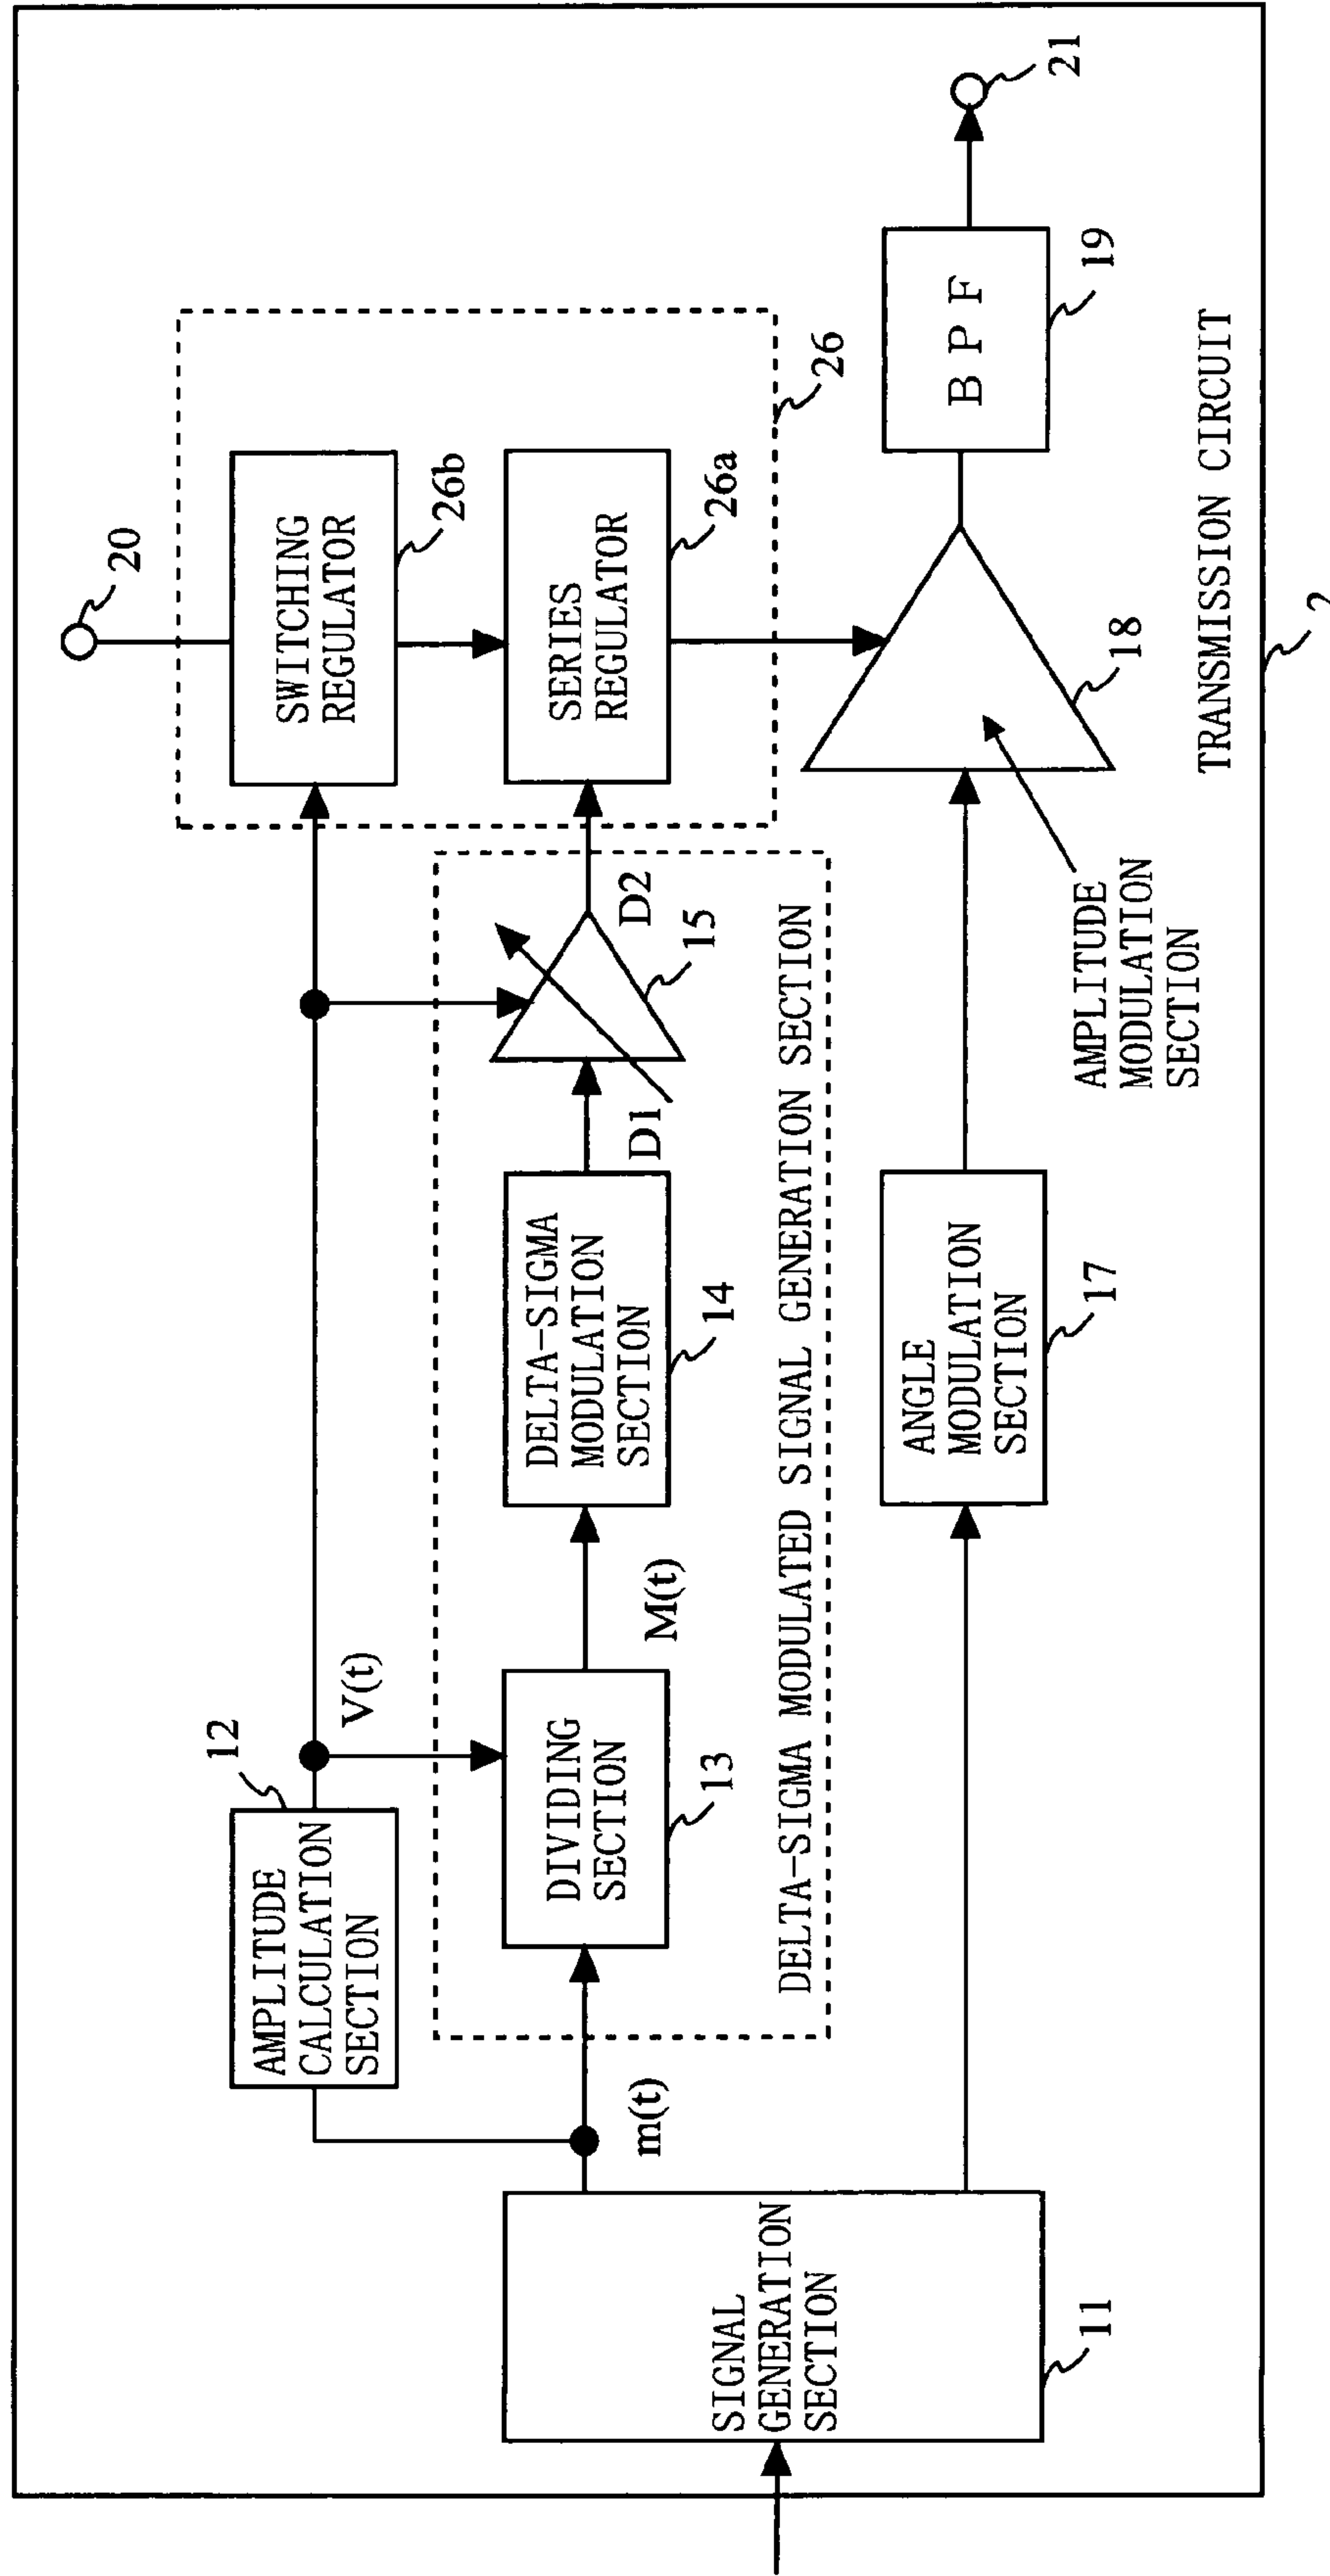 20
SWITCHING
REGULATOR
26b
SERIES
REGULATOR
26a
26
12
AMPLITUDE
CALCULATION
SECTION
V(t)
m(t)
DIVIDING
SECTION
13
M(t)
DELTA-SIGMA
MODULATION
SECTION
14
D1
D2
15
DELTA-SIGMA MODULATED SIGNAL GENERATION SECTION
SIGNAL
GENERATION
SECTION
11
ANGLE
MODULATION
SECTION
17
18
AMPLITUDE
MODULATION
SECTION
BPF
19
21
TRANSMISSION CIRCUIT
2